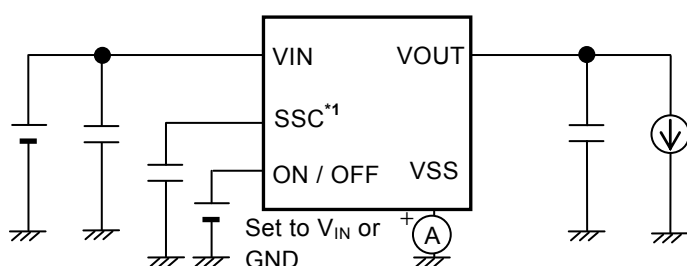 VIN VOUT
SSC*1
ON / OFF VSS
Set to VIN or
GND
+
A